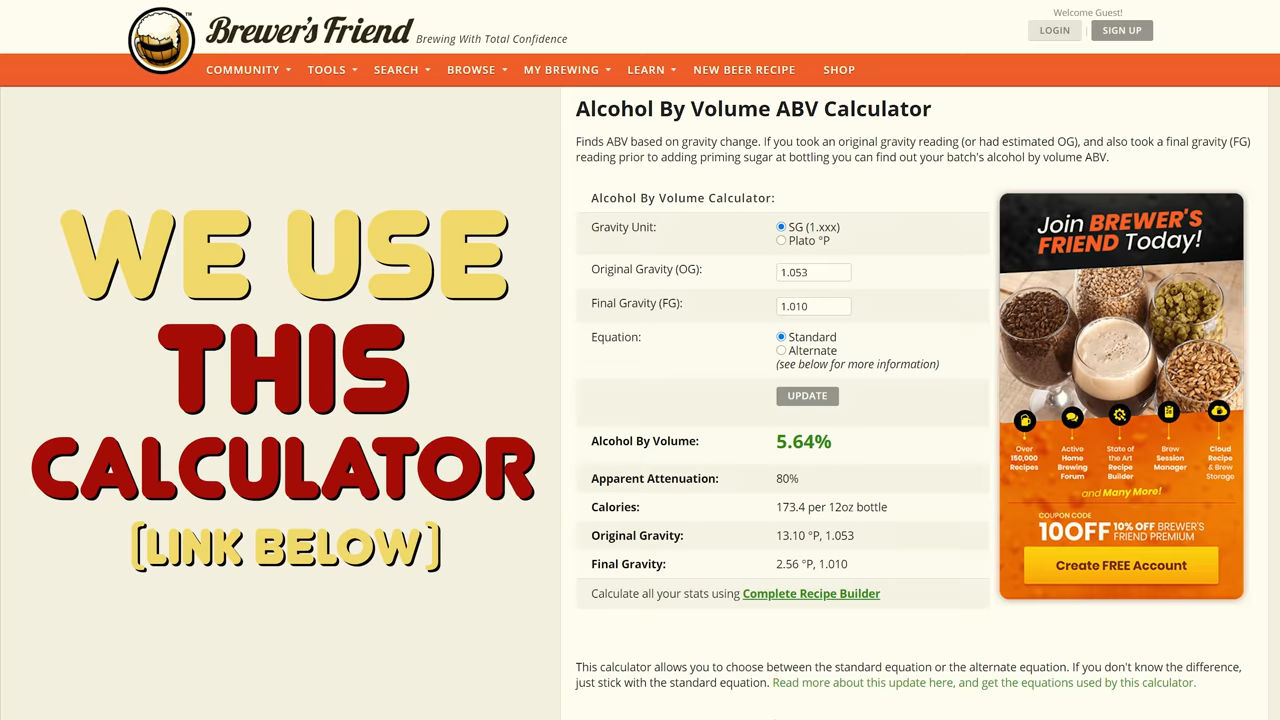 TM
Brewer's Friend Brewing With Total Confidence
Welcome Guest!
LOGIN | SIGN UP
COMMUNITY TOOLS SEARCH BROWSE MY BREWING LEARN NEW BEER RECIPE SHOP
WE USE
THIS
CALCULATOR
[LINK BELOW]
Alcohol By Volume ABV Calculator
Finds ABV based on gravity change. If you took an original gravity reading (or had estimated OG), and also took a final gravity (FG)
reading prior to adding priming sugar at bottling you can find out your batch's alcohol by volume ABV.
Alcohol By Volume Calculator:
Gravity Unit: SG (1.xxx)
Plato °P
Original Gravity (OG): 1.053
Final Gravity (FG): 1.010
Equation: Standard
Alternate
(see below for more information)
UPDATE
Alcohol By Volume: 5.64%
Apparent Attenuation: 80%
Calories: 173.4 per 12oz bottle
Original Gravity: 13.10 °P, 1.053
Final Gravity: 2.56 °P, 1.010
Calculate all your stats using Complete Recipe Builder
Join BREWER'S
FRIEND Today!
Over Active State of Brew Cloud
150,000 Home the Art Session Recipe
Recipes Brewing Recipe Manager & Brew
Forum Builder Storage
and Many More!
COUPON CODE
10OFF 10% OFF BREWER'S
FRIEND PREMIUM
Create FREE Account
This calculator allows you to choose between the standard equation or the alternate equation. If you don't know the difference,
just stick with the standard equation. Read more about this update here, and get the equations used by this calculator.